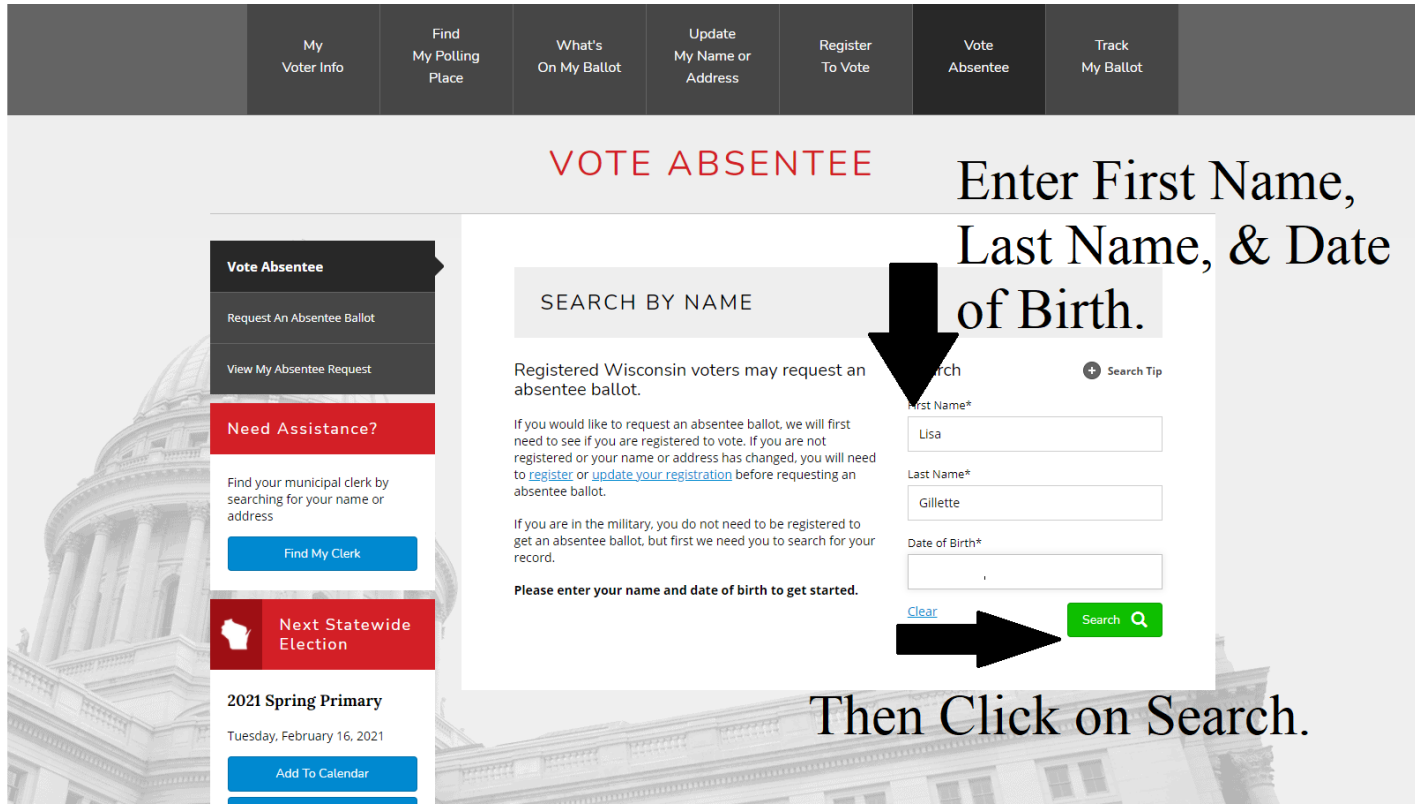 My
Voter Info
Find
My Polling
Place
What's
On My Ballot
Update
My Name or
Address
Register
To Vote
Vote
Absentee
Track
My Ballot
VOTE ABSENTEE
Enter First Name,
Last Name, & Date
of Birth.
Vote Absentee
Request An Absentee Ballot
View My Absentee Request
Need Assistance?
Find your municipal clerk by
searching for your name or
address
Find My Clerk
Next Statewide
Election
2021 Spring Primary
Tuesday, February 16, 2021
Add To Calendar
SEARCH BY NAME
Registered Wisconsin voters may request an
absentee ballot.
If you would like to request an absentee ballot, we will first
need to see if you are registered to vote. If you are not
registered or your name or address has changed, you will need
to register or update your registration before requesting an
absentee ballot.
If you are in the military, you do not need to be registered to
get an absentee ballot, but first we need you to search for your
record.
Please enter your name and date of birth to get started.
Search Tip
First Name*
Lisa
Last Name*
Gillette
Date of Birth*
Clear
Search
Then Click on Search.